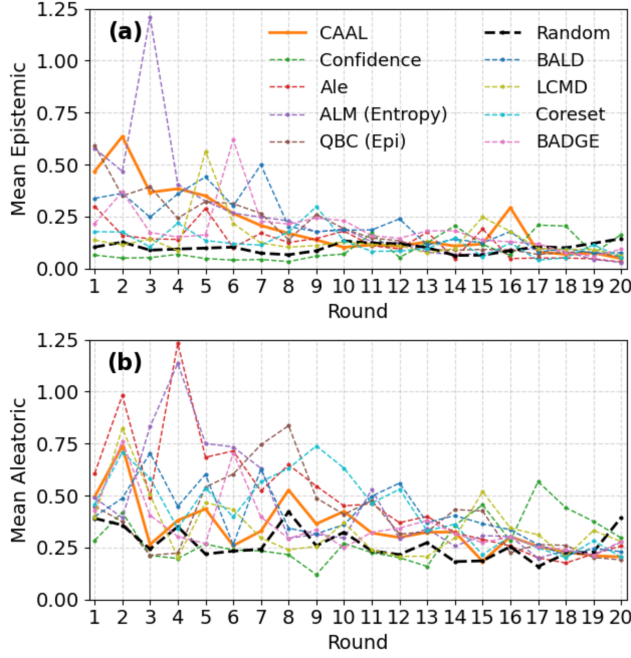 (a)
CAAL
Confidence
Ale
ALM (Entropy)
QBC (Epi)
Random
BALD
LCMD
Coreset
BADGE
Mean Epistemic
1.25
1.00
0.75
0.50
0.25
0.00
1 2 3 4 5 6 7 8 9 10 11 12 13 14 15 16 17 18 19 20
Round
(b)
Mean Aleatoric
1.25
1.00
0.75
0.50
0.25
0.00
1 2 3 4 5 6 7 8 9 10 11 12 13 14 15 16 17 18 19 20
Round